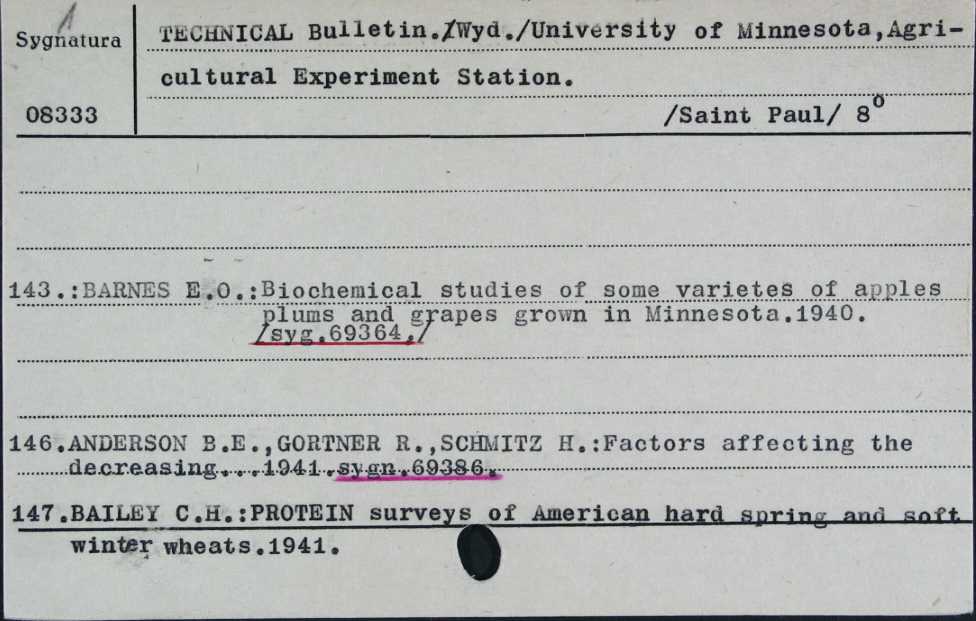 Sygnatura
08333
TECHNICAL Bulletin./Wyd./University of Minnesota,Agri-
cultural Experiment Station.
/Saint Paul/ 8º
143.:BARNES E.O.:Biochemical studies of some varietes of apples
plums and grapes grown in Minnesota.1940.
/syg.69364./
146.ANDERSON B.E.,GORTNER R.,SCHMITZ H.:Factors affecting the
decreasing...1941.sygn.69386.
147.BAILEY C.H.:PROTEIN surveys of American hard spring and soft
winter wheats.1941.